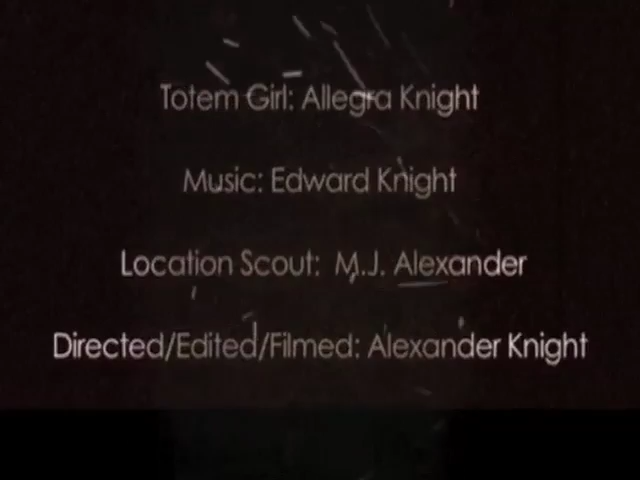 Totem Girl: Allegra Knight
Music: Edward Knight
Location Scout: M.J. Alexander
Directed/Edited/Filmed: Alexander Knight